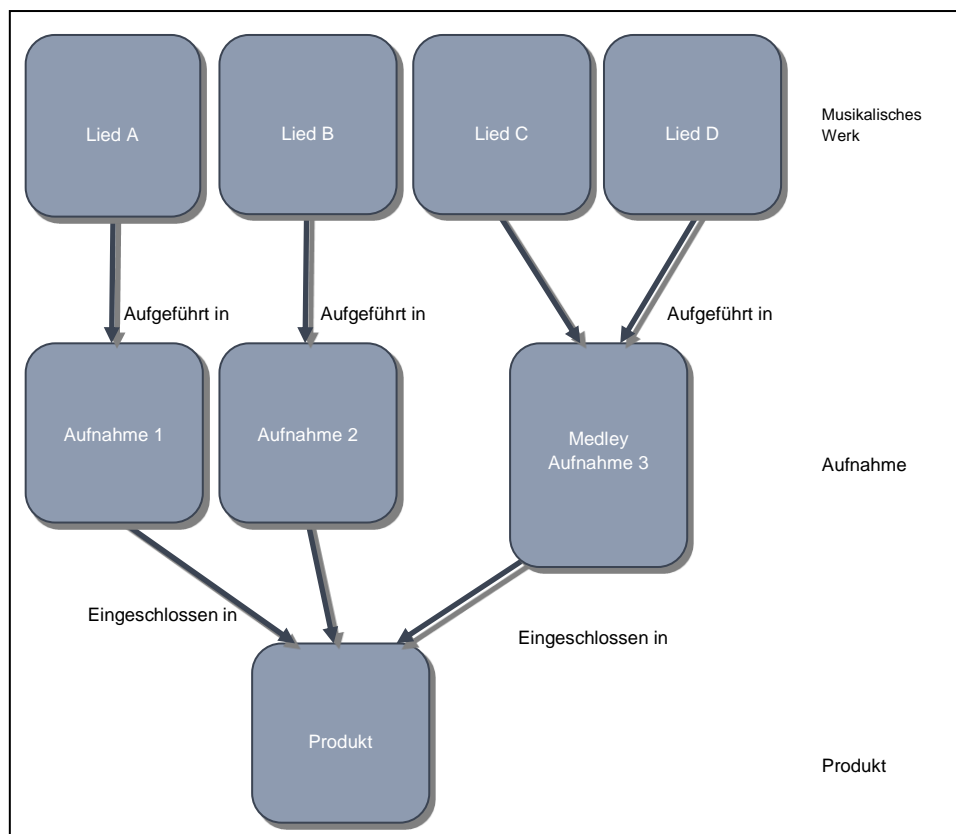 Lied A
Lied B
Lied C
Lied D
Musikalisches
Werk
Aufgeführt in
Aufgeführt in
Aufgeführt in
Aufnahme 1
Aufnahme 2
Medley
Aufnahme 3
Aufnahme
Eingeschlossen in
Eingeschlossen in
Produkt
Produkt